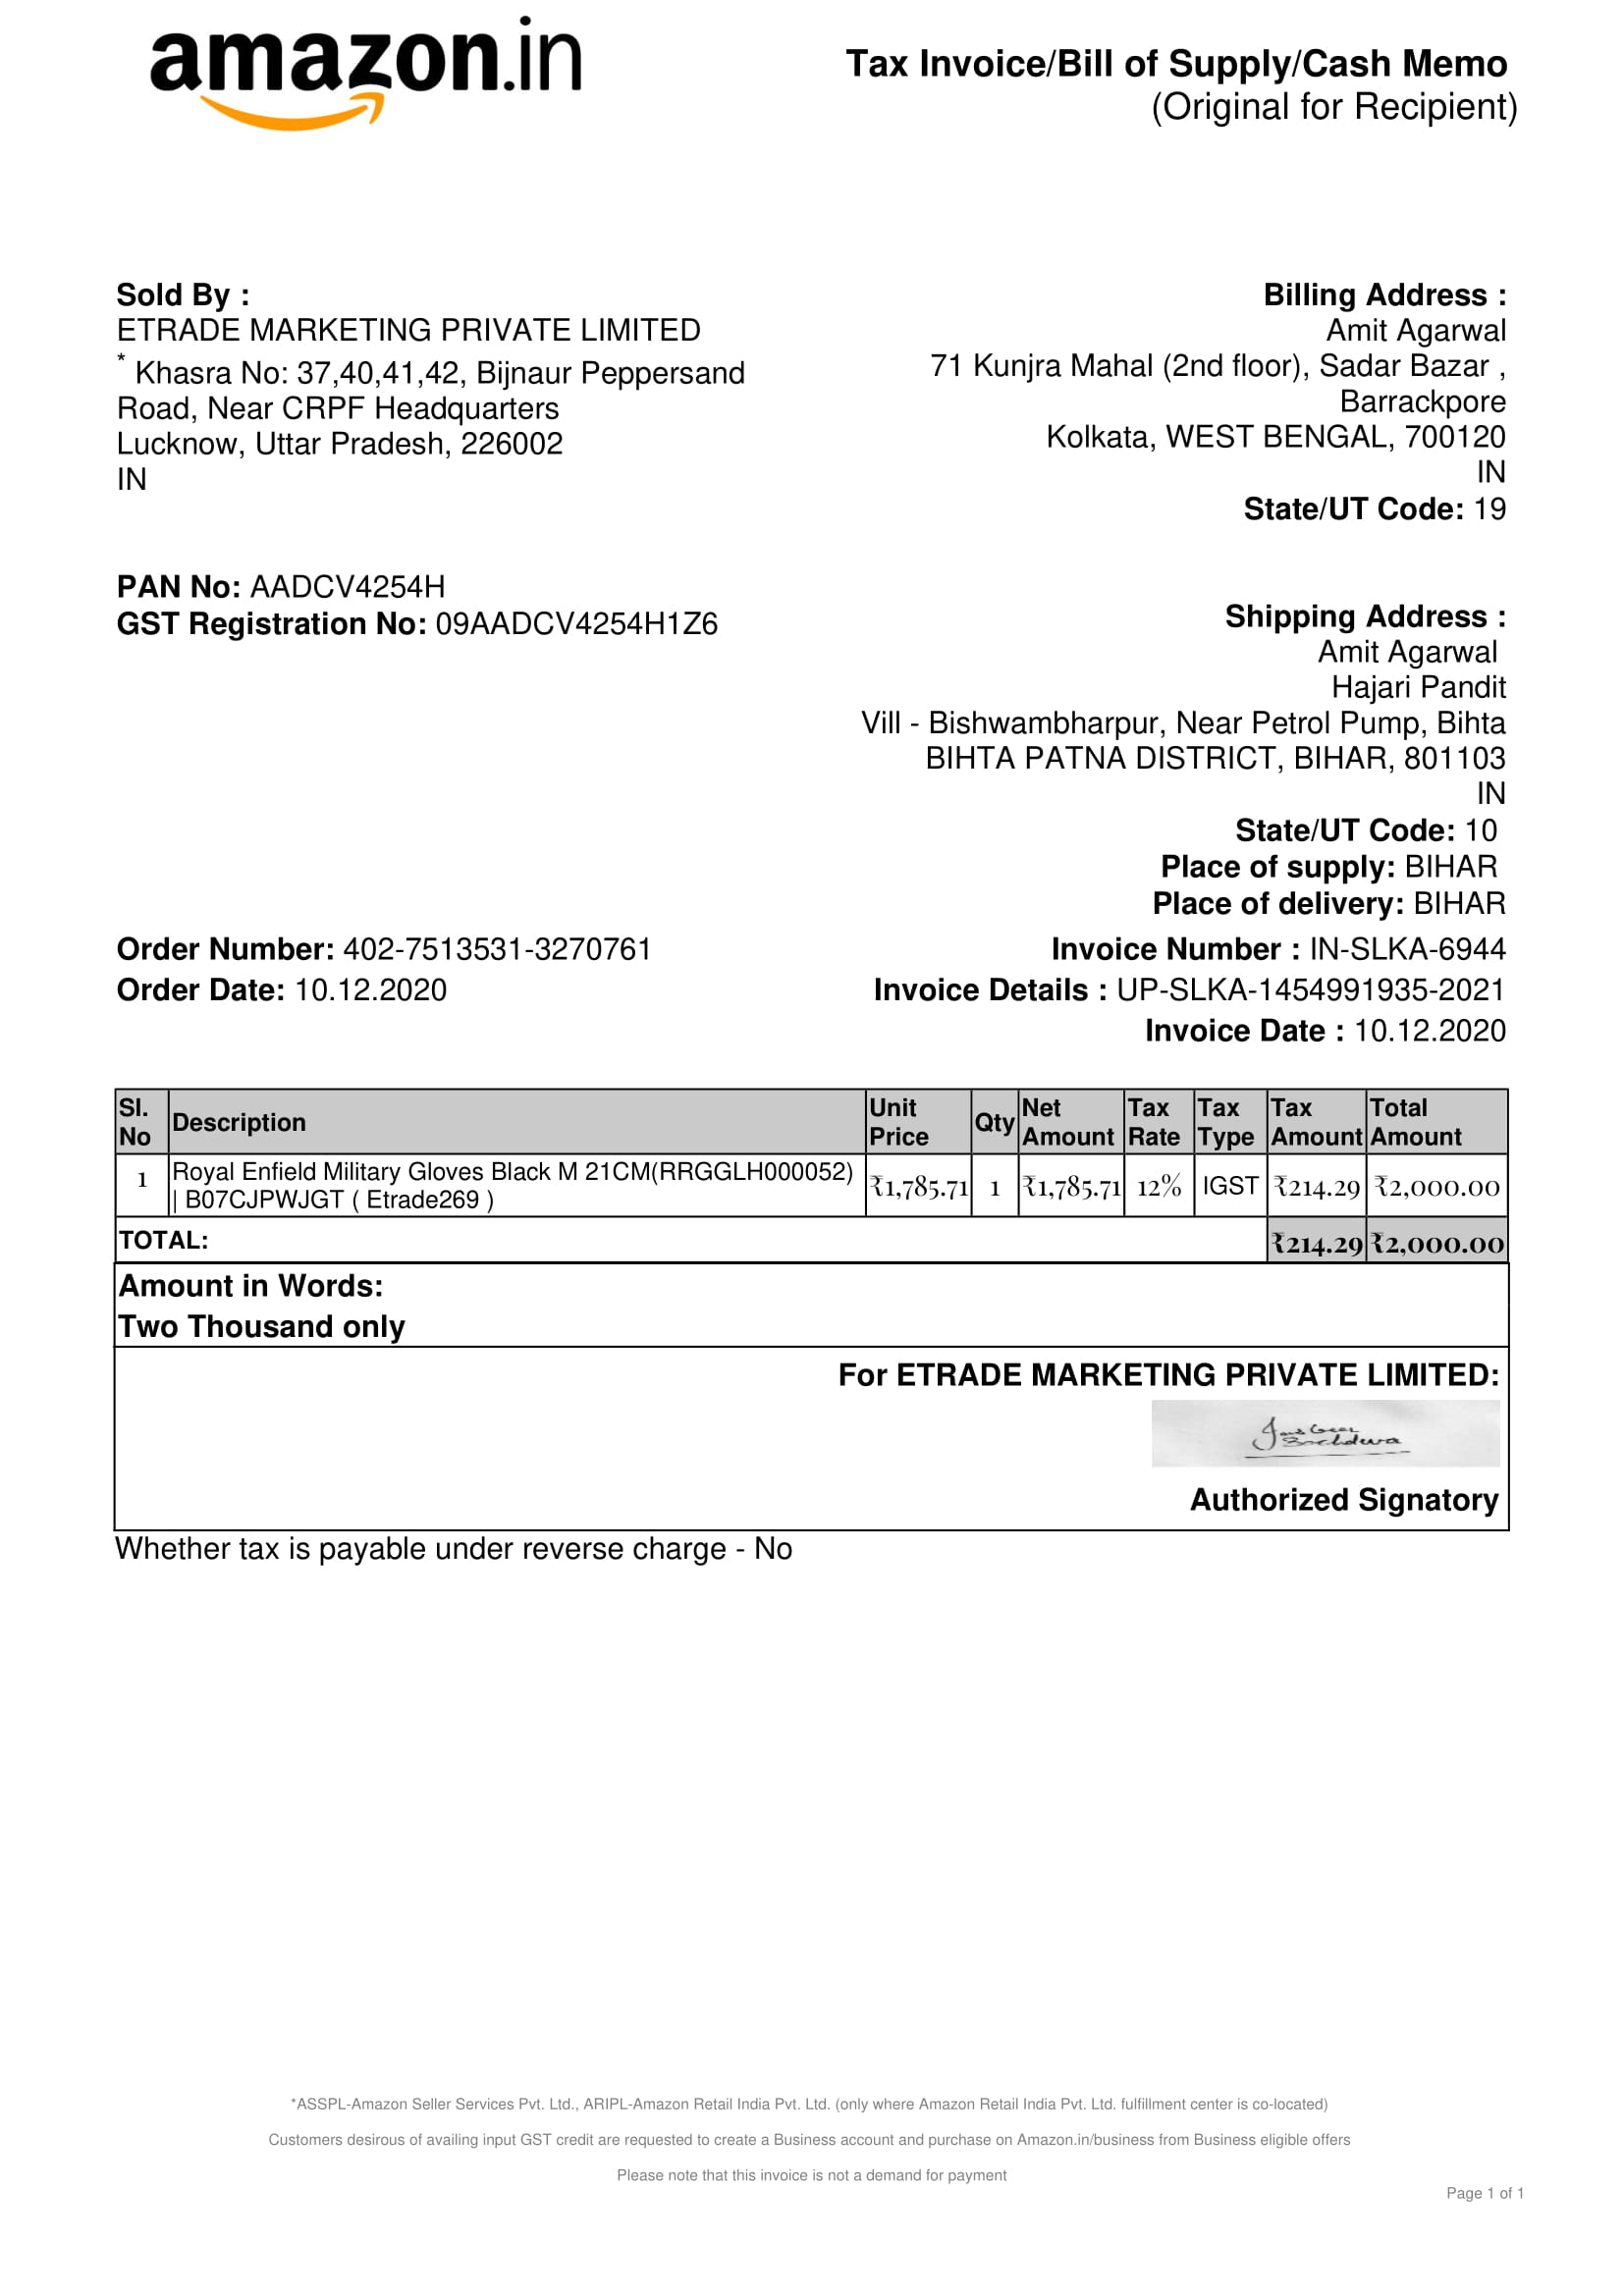 amazon.in
Tax Invoice/Bill of Supply/Cash Memo
(Original for Recipient)
Sold By :
ETRADE MARKETING PRIVATE LIMITED
* Khasra No: 37,40,41,42, Bijnaur Peppersand
Road, Near CRPF Headquarters
Lucknow, Uttar Pradesh, 226002
IN
Billing Address :
Amit Agarwal
71 Kunjra Mahal (2nd floor), Sadar Bazar ,
Barrackpore
Kolkata, WEST BENGAL, 700120
IN
State/UT Code: 19
PAN No: AADCV4254H
GST Registration No: 09AADCV4254H1Z6
Shipping Address :
Amit Agarwal
Hajari Pandit
Vill - Bishwambharpur, Near Petrol Pump, Bihta
BIHTA PATNA DISTRICT, BIHAR, 801103
IN
State/UT Code: 10
Place of supply: BIHAR
Place of delivery: BIHAR
Order Number: 402-7513531-3270761
Order Date: 10.12.2020
Invoice Number : IN-SLKA-6944
Invoice Details : UP-SLKA-1454991935-2021
Invoice Date : 10.12.2020
Sl. No Description Unit Price Qty Net Amount Tax Rate Tax Type Tax Amount Total Amount
1 Royal Enfield Military Gloves Black M 21CM(RRGGLH000052) ₹1,785.71 1 ₹1,785.71 12% IGST ₹214.29 ₹2,000.00
| B07CJPWJGT ( Etrade269 )
TOTAL: ₹214.29 ₹2,000.00
Amount in Words:
Two Thousand only
For ETRADE MARKETING PRIVATE LIMITED:
Authorized Signatory
Whether tax is payable under reverse charge - No
*ASSPL-Amazon Seller Services Pvt. Ltd., ARIPL-Amazon Retail India Pvt. Ltd. (only where Amazon Retail India Pvt. Ltd. fulfillment center is co-located)
Customers desirous of availing input GST credit are requested to create a Business account and purchase on Amazon.in/business from Business eligible offers
Please note that this invoice is not a demand for payment
Page 1 of 1